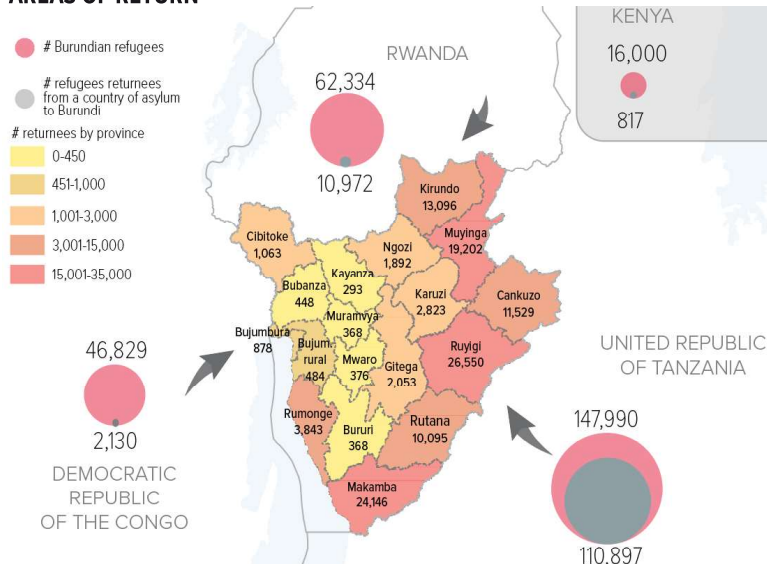 AREAS OF RETURN
# Burundian refugees
# refugees returnees
from a country of asylum
to Burundi
# returnees by province
0-450
451-1,000
1,001-3,000
3,001-15,000
15,001-35,000
RWANDA
62,334
10,972
KENYA
16,000
817
Kirundo
13,096
Muyinga
19,202
Cibitoke
1,063
Ngozi
1,892
Kayanza
293
Bubanza
448
Karuzi
2,823
Cankuzo
11,529
Muramvya
368
Bujumbura
878
Bujum.
rural
484
Mwaro
376
Gitega
2,053
Ruyigi
26,550
Rumonge
3,843
Bururi
368
Rutana
10,095
Makamba
24,146
46,829
2,130
DEMOCRATIC
REPUBLIC
OF THE CONGO
UNITED REPUBLIC
OF TANZANIA
147,990
110,897